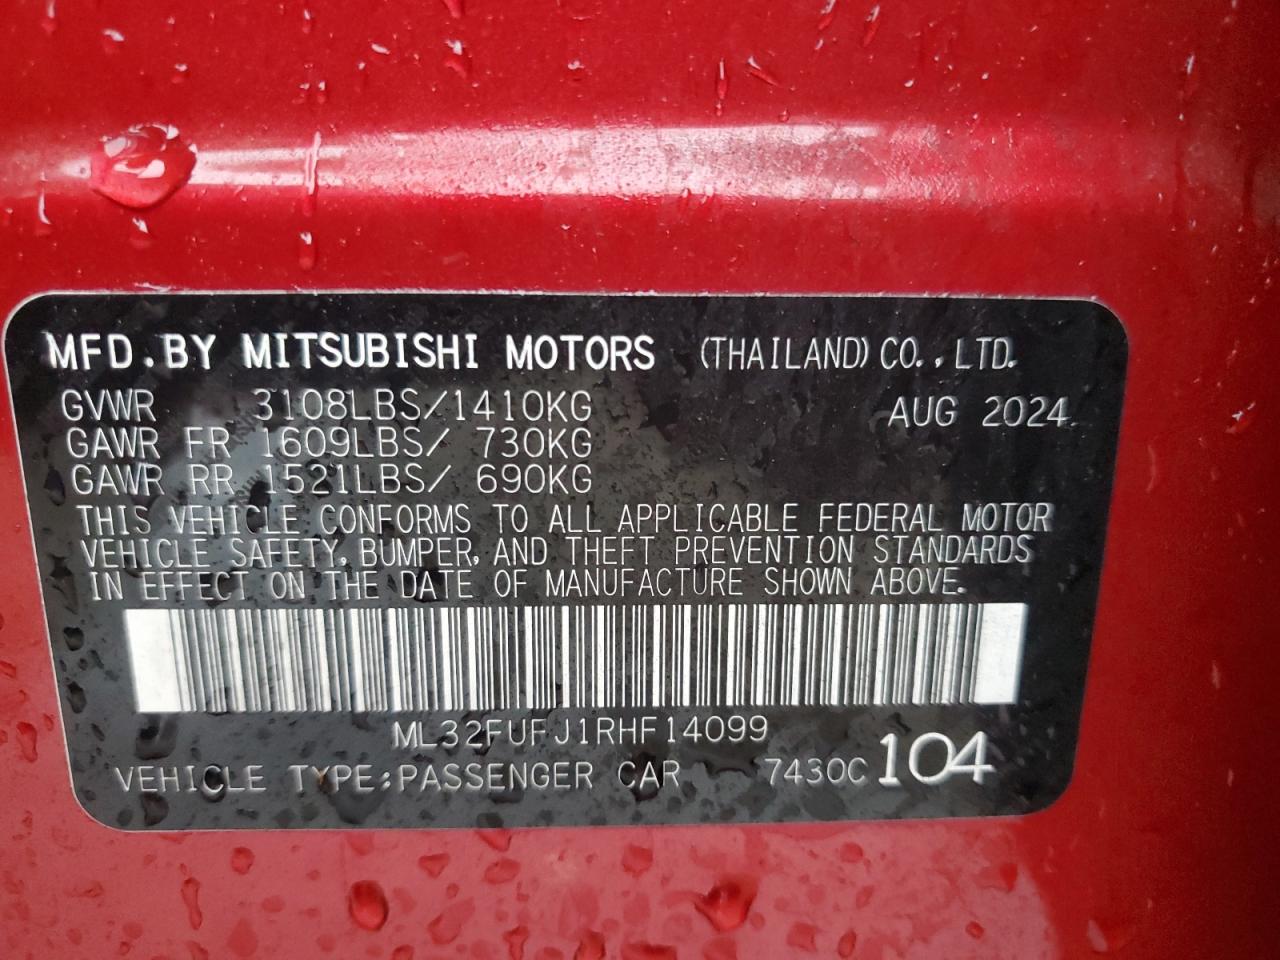 MFD.BY MITSUBISHI MOTORS (THAILAND)CO.,LTD.
GVWR 3108LBS/1410KG AUG 2024
GAWR FR 1609LBS/ 730KG
GAWR RR 1521LBS/ 690KG
THIS VEHICLE CONFORMS TO ALL APPLICABLE FEDERAL MOTOR
VEHICLE SAFETY, BUMPER, AND THEFT PREVENTION STANDARDS
IN EFFECT ON THE DATE OF MANUFACTURE SHOWN ABOVE.
ML32FUFJ1RHF14099
VEHICLE TYPE:PASSENGER CAR 7430C 104